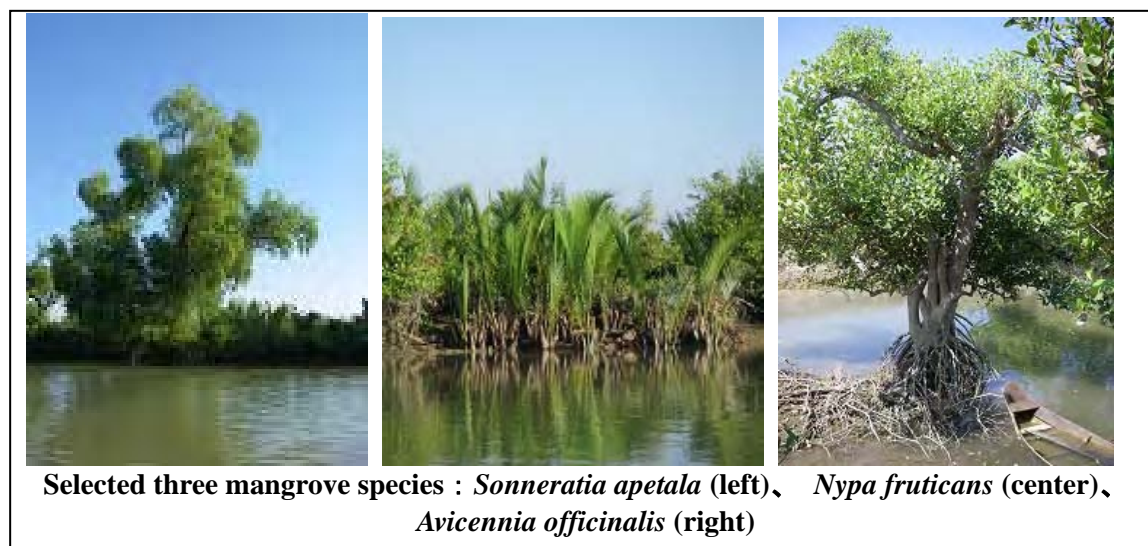 Selected three mangrove species：Sonneratia apetala (left)、 Nypa fruticans (center)、
Avicennia officinalis (right)